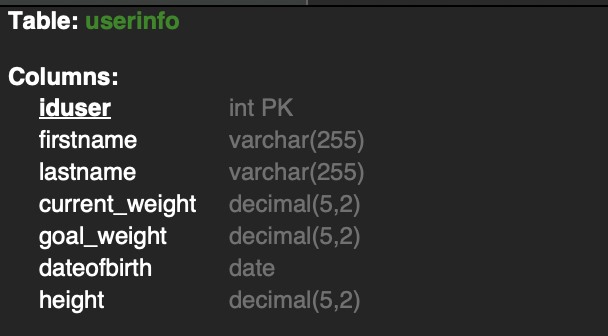 Table: userinfo
Columns:
iduser int PK
firstname varchar(255)
lastname varchar(255)
current_weight decimal(5,2)
goal_weight decimal(5,2)
dateofbirth date
height decimal(5,2)